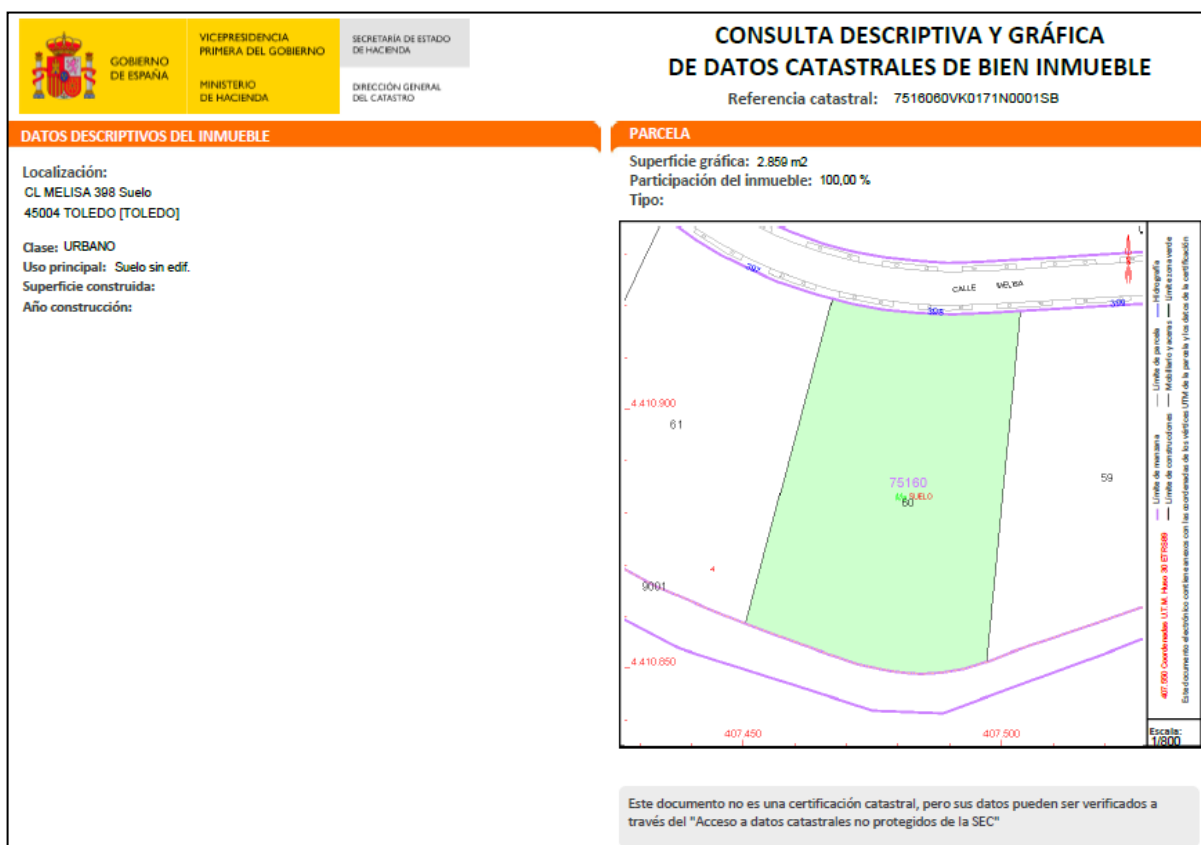 GOBIERNO
DE ESPAÑA
VICEPRESIDENCIA
PRIMERA DEL GOBIERNO
MINISTERIO
DE HACIENDA
SECRETARÍA DE ESTADO
DE HACIENDA
DIRECCIÓN GENERAL
DEL CATASTRO
CONSULTA DESCRIPTIVA Y GRÁFICA
DE DATOS CATASTRALES DE BIEN INMUEBLE
Referencia catastral: 7516060VK0171N0001SB
DATOS DESCRIPTIVOS DEL INMUEBLE
Localización:
CL MELISA 398 Suelo
45004 TOLEDO [TOLEDO]
Clase: URBANO
Uso principal: Suelo sin edif.
Superficie construida:
Año construcción:
PARCELA
Superficie gráfica: 2.859 m2
Participación del inmueble: 100,00 %
Tipo:
397
CALLE MELISA
398
399
4.410.900
61
75160
SUELO
60
59
4
9001
4.410.850
407.450
407.500
407.550 Coordenadas U.T.M. Huso 30 ETRS89
Límite de manzana
Límite de parcela
Hidrografía
Límite de construcciones
Mobiliario y aceras
Límite zona verde
Este documento electrónico contiene anexos con las coordenadas de los vértices UTM de la parcela y los datos de la certificación
Escala:
1/800
Este documento no es una certificación catastral, pero sus datos pueden ser verificados a
través del "Acceso a datos catastrales no protegidos de la SEC"